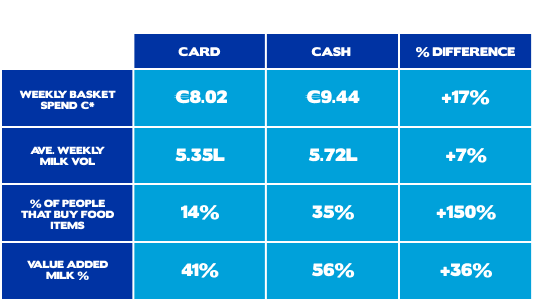 CARD CASH % DIFFERENCE
WEEKLY BASKET
SPEND C* €8.02 €9.44 +17%
AVE. WEEKLY
MILK VOL 5.35L 5.72L +7%
% OF PEOPLE
THAT BUY FOOD
ITEMS 14% 35% +150%
VALUE ADDED
MILK % 41% 56% +36%